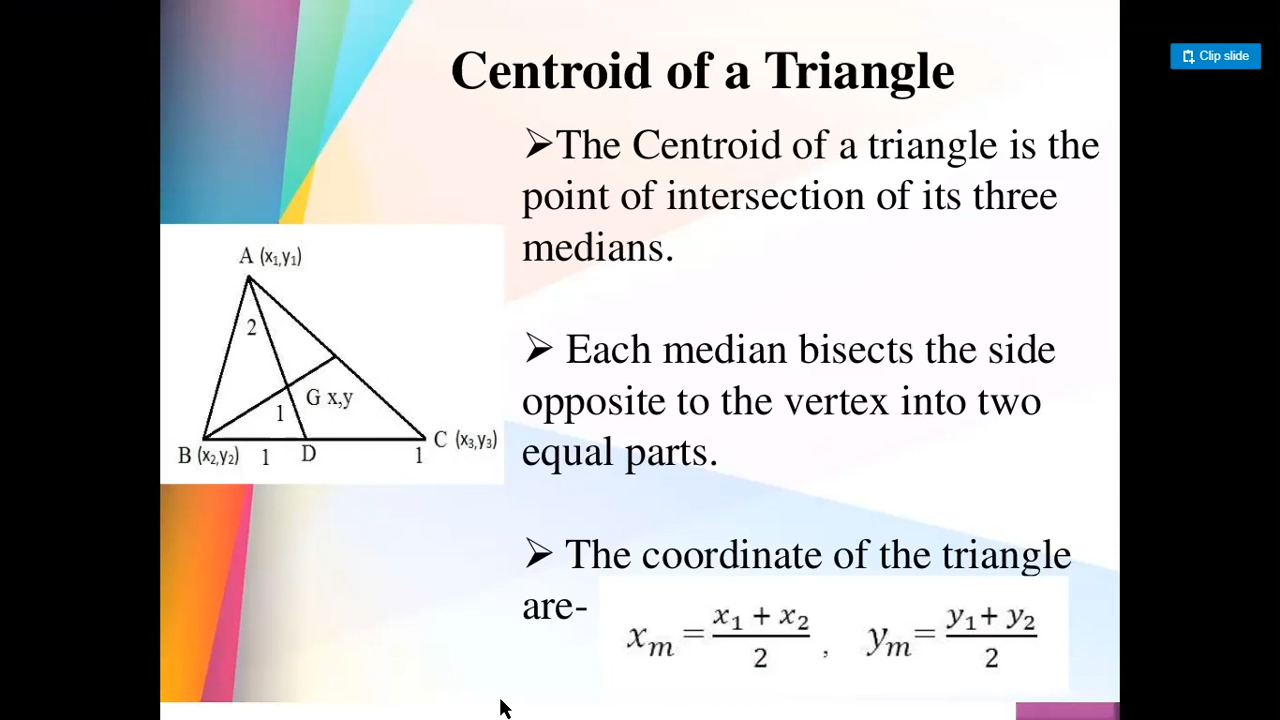 Clip slide
Centroid of a Triangle
➢The Centroid of a triangle is the
point of intersection of its three
medians.
A (x₁,y₁)
2
G x,y
1
B (x₂,y₂) 1 D 1 C (x₃,y₃)
➢ Each median bisects the side
opposite to the vertex into two
equal parts.
➢ The coordinate of the triangle
are-
xₘ = (x₁ + x₂)/2 , yₘ = (y₁ + y₂)/2